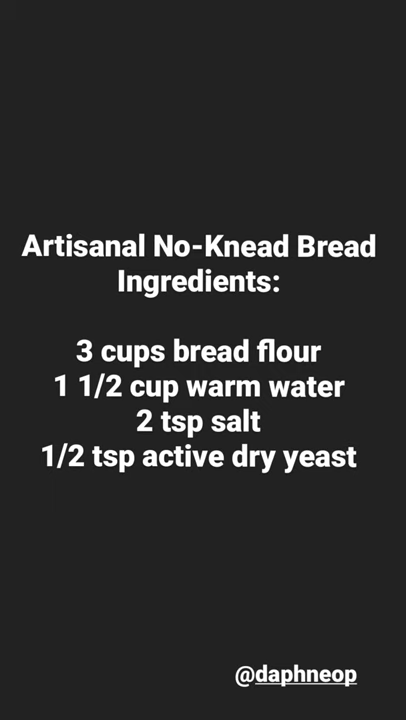 Artisanal No-Knead Bread
Ingredients:
3 cups bread flour
1 1/2 cup warm water
2 tsp salt
1/2 tsp active dry yeast
@daphneop